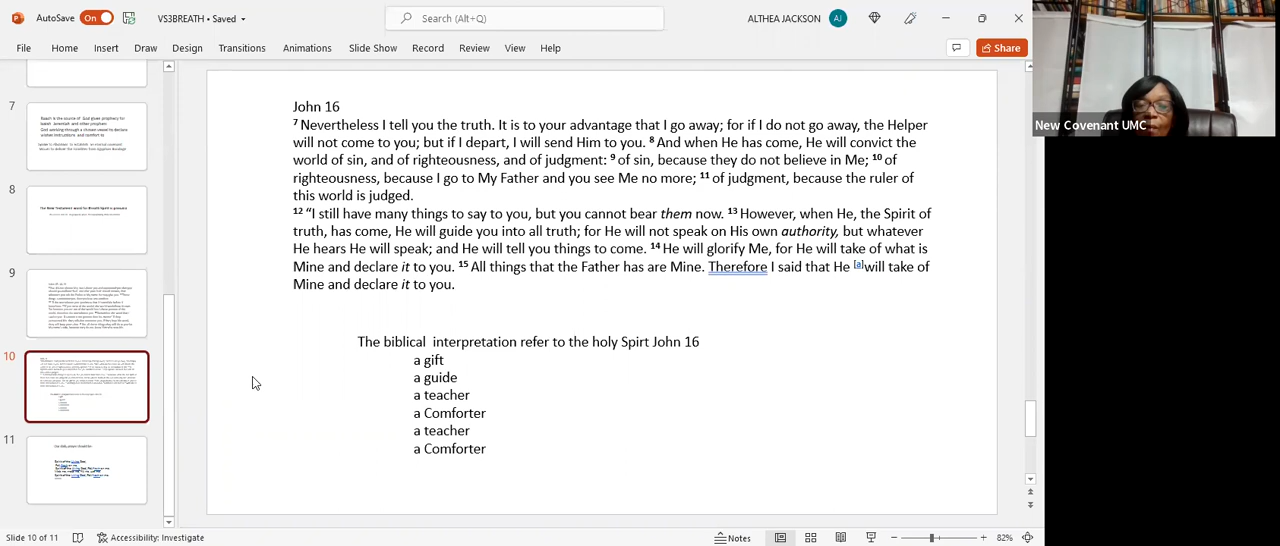 AutoSave On VS3BREATH • Saved Search (Alt+Q) ALTHEA JACKSON AJ
File Home Insert Draw Design Transitions Animations Slide Show Record Review View Help Share
New Covenant UMC
7
8
The New Testament word for Breath Spirit is pneuma
9
10
11
John 16
7 Nevertheless I tell you the truth. It is to your advantage that I go away; for if I do not go away, the Helper
will not come to you; but if I depart, I will send Him to you. 8 And when He has come, He will convict the
world of sin, and of righteousness, and of judgment: 9 of sin, because they do not believe in Me; 10 of
righteousness, because I go to My Father and you see Me no more; 11 of judgment, because the ruler of
this world is judged.
12 “I still have many things to say to you, but you cannot bear them now. 13 However, when He, the Spirit of
truth, has come, He will guide you into all truth; for He will not speak on His own authority, but whatever
He hears He will speak; and He will tell you things to come. 14 He will glorify Me, for He will take of what is
Mine and declare it to you. 15 All things that the Father has are Mine. Therefore I said that He [a]will take of
Mine and declare it to you.
The biblical interpretation refer to the holy Spirt John 16
a gift
a guide
a teacher
a Comforter
a teacher
a Comforter
Slide 10 of 11 Accessibility: Investigate Notes 82%